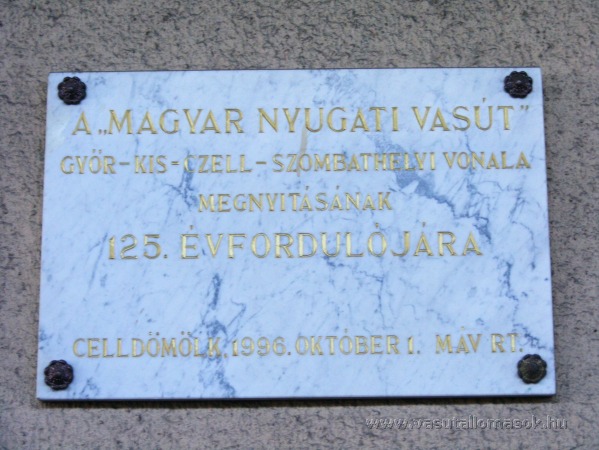 A „MAGYAR NYUGATI VASÚT”
GYŐR-KIS=CZELL-SZOMBATHELYI VONALA
MEGNYITÁSÁNAK
125. ÉVFORDULÓJÁRA
CELLDÖMÖLK, 1996. OKTÓBER 1. MÁV RT.
www.vasutallomasok.hu